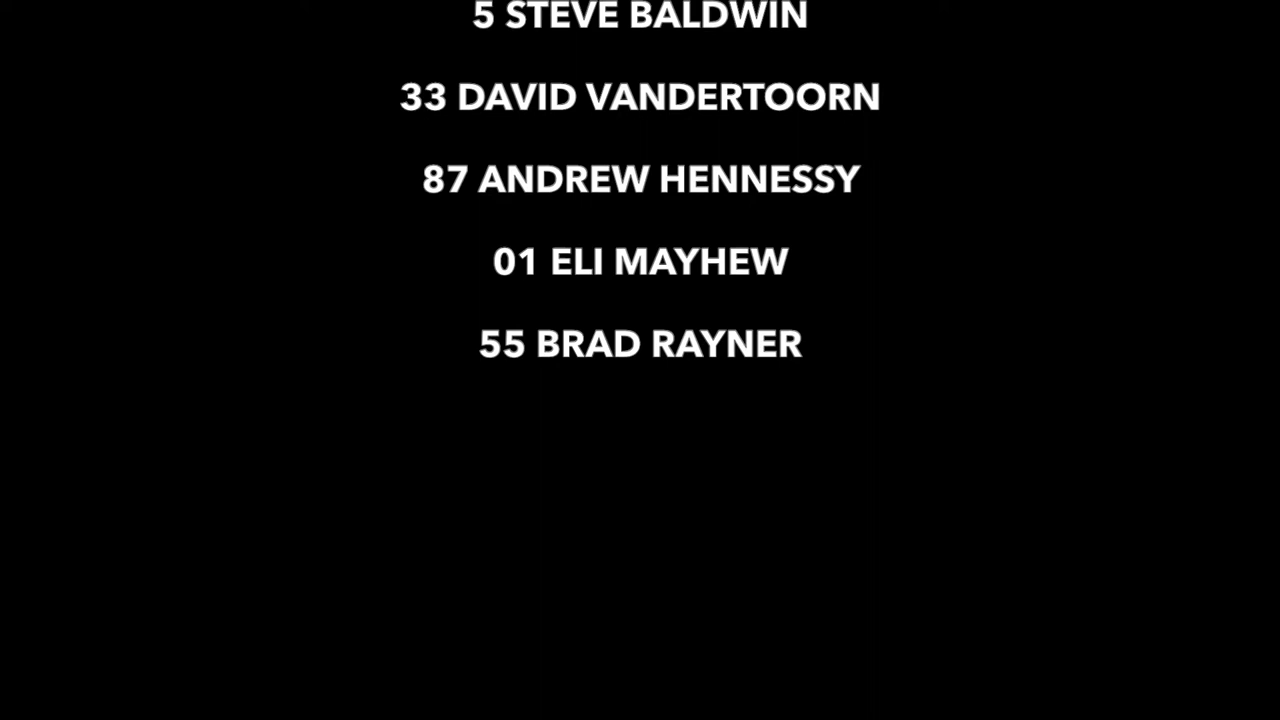 5 STEVE BALDWIN
33 DAVID VANDERTOORN
87 ANDREW HENNESSY
01 ELI MAYHEW
55 BRAD RAYNER